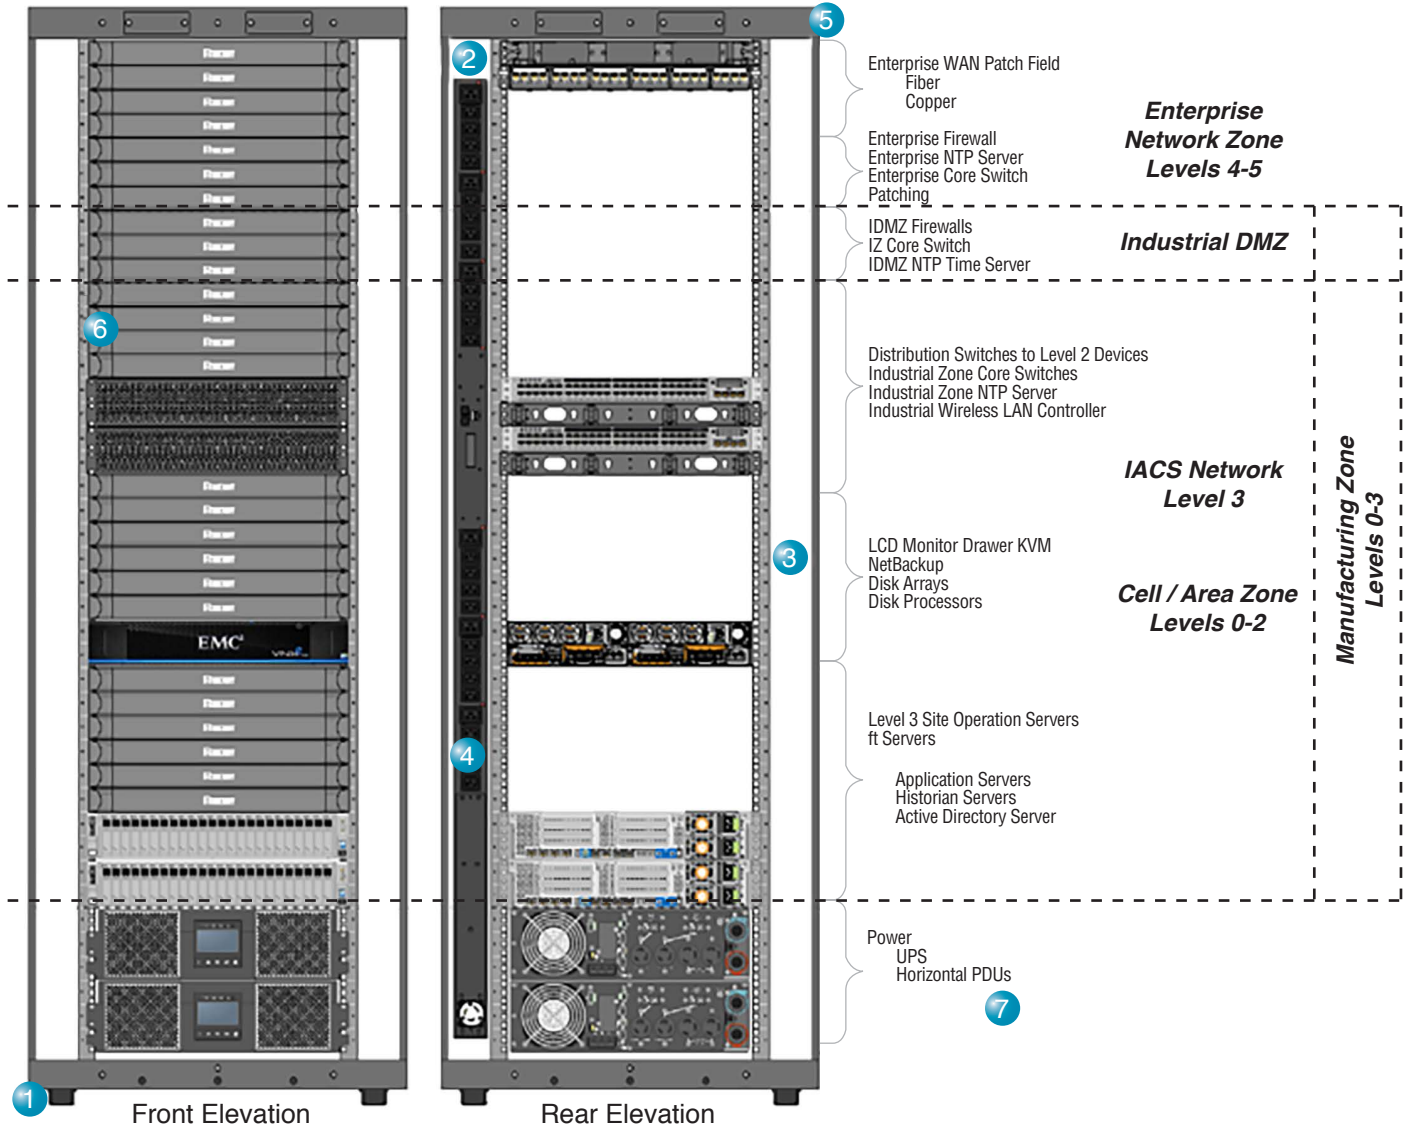 5
2
Enterprise WAN Patch Field
Fiber
Copper
Enterprise
Network Zone
Levels 4-5
Enterprise Firewall
Enterprise NTP Server
Enterprise Core Switch
Patching
IDMZ Firewalls
IZ Core Switch
IDMZ NTP Time Server
Industrial DMZ
6
Distribution Switches to Level 2 Devices
Industrial Zone Core Switches
Industrial Zone NTP Server
Industrial Wireless LAN Controller
IACS Network
Level 3
Manufacturing Zone
Levels 0-3
3
LCD Monitor Drawer KVM
NetBackup
Disk Arrays
Disk Processors
Cell / Area Zone
Levels 0-2
EMC²
4
Level 3 Site Operation Servers
ft Servers
Application Servers
Historian Servers
Active Directory Server
Power
UPS
Horizontal PDUs
7
1
Front Elevation
Rear Elevation